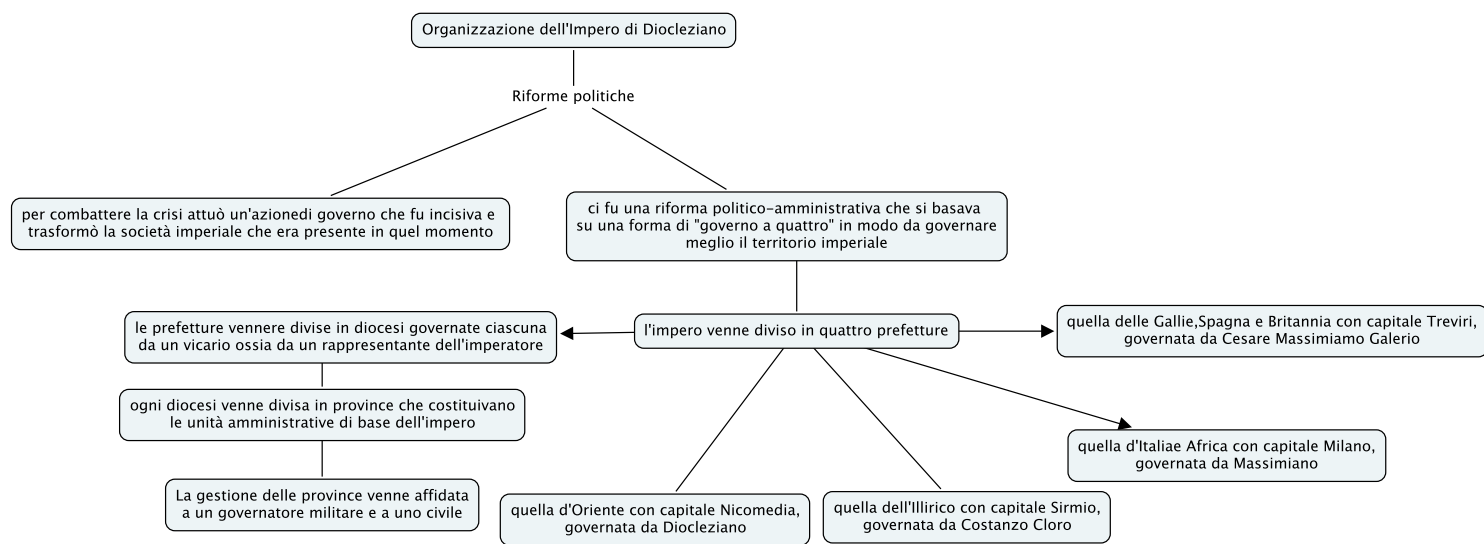 Organizzazione dell'Impero di Diocleziano
Riforme politiche
per combattere la crisi attuò un'azionedi governo che fu incisiva e
trasformò la società imperiale che era presente in quel momento
ci fu una riforma politico-amministrativa che si basava
su una forma di "governo a quattro" in modo da governare
meglio il territorio imperiale
le prefetture vennere divise in diocesi governate ciascuna
da un vicario ossia da un rappresentante dell'imperatore
l'impero venne diviso in quattro prefetture
quella delle Gallie,Spagna e Britannia con capitale Treviri,
governata da Cesare Massimiamo Galerio
ogni diocesi venne divisa in province che costituivano
le unità amministrative di base dell'impero
quella d'Italiae Africa con capitale Milano,
governata da Massimiano
La gestione delle province venne affidata
a un governatore militare e a uno civile
quella d'Oriente con capitale Nicomedia,
governata da Diocleziano
quella dell'Illirico con capitale Sirmio,
governata da Costanzo Cloro